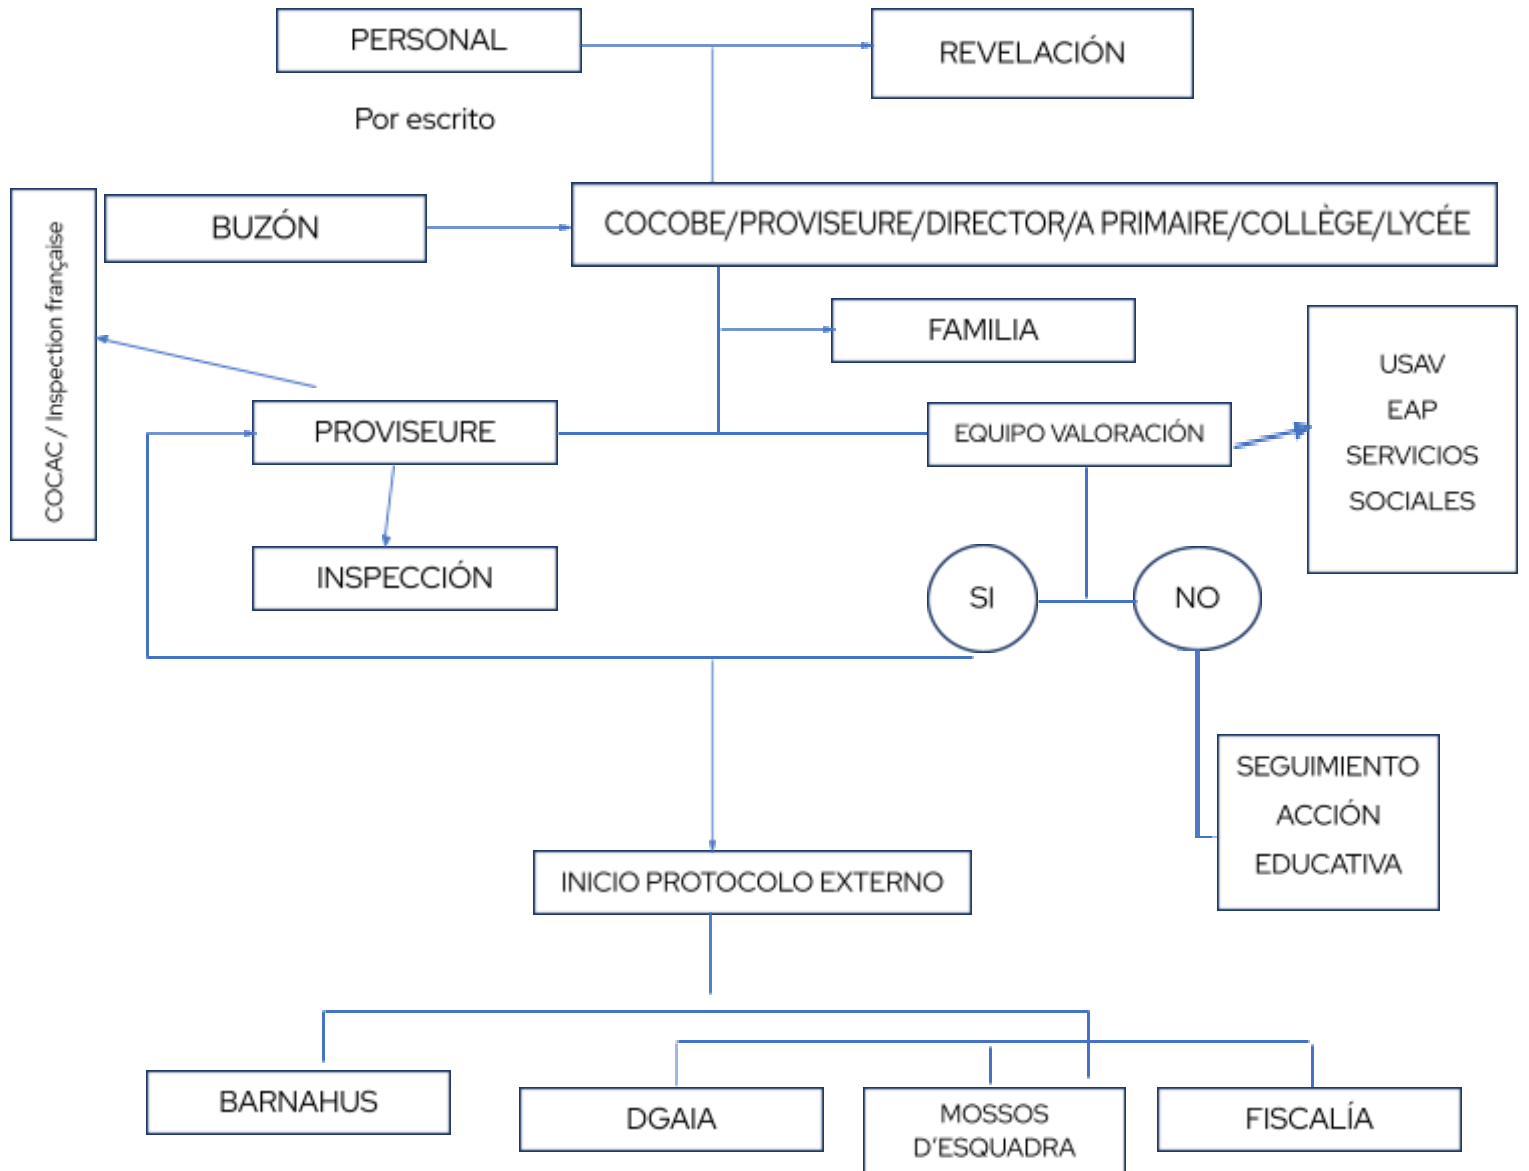 PERSONAL
REVELACIÓN
Por escrito
BUZÓN
COCOBE/PROVISEURE/DIRECTOR/A PRIMAIRE/COLLÈGE/LYCÉE
COCAC / Inspection française
FAMILIA
USAV
EAP
SERVICIOS
SOCIALES
PROVISEURE
EQUIPO VALORACIÓN
INSPECCIÓN
SI
NO
SEGUIMIENTO
ACCIÓN
EDUCATIVA
INICIO PROTOCOLO EXTERNO
BARNAHUS
DGAIA
MOSSOS
D'ESQUADRA
FISCALÍA